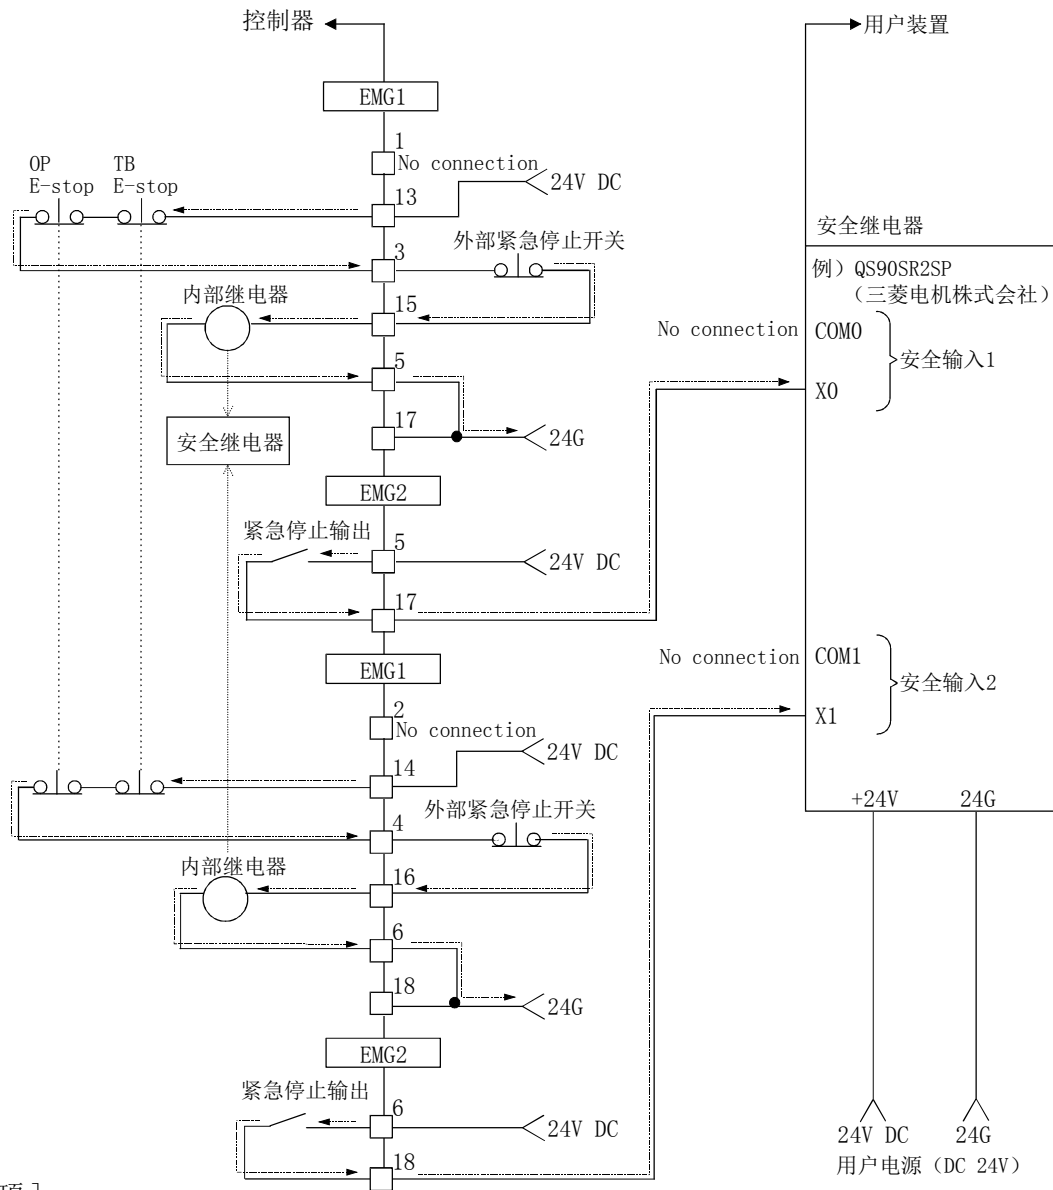 控制器
用户装置
EMG1
1
No connection
OP
E-stop
TB
E-stop
13
24V DC
3
外部紧急停止开关
安全继电器
例）QS90SR2SP
（三菱电机株式会社）
内部继电器
15
No connection
COM0
安全输入1
5
X0
17
24G
安全继电器
EMG2
紧急停止输出
5
24V DC
17
EMG1
No connection
COM1
安全输入2
2
No connection
X1
14
24V DC
+24V
24G
4
外部紧急停止开关
内部继电器
16
6
18
24G
EMG2
紧急停止输出
6
24V DC
18
24V DC
24G
用户电源（DC 24V）